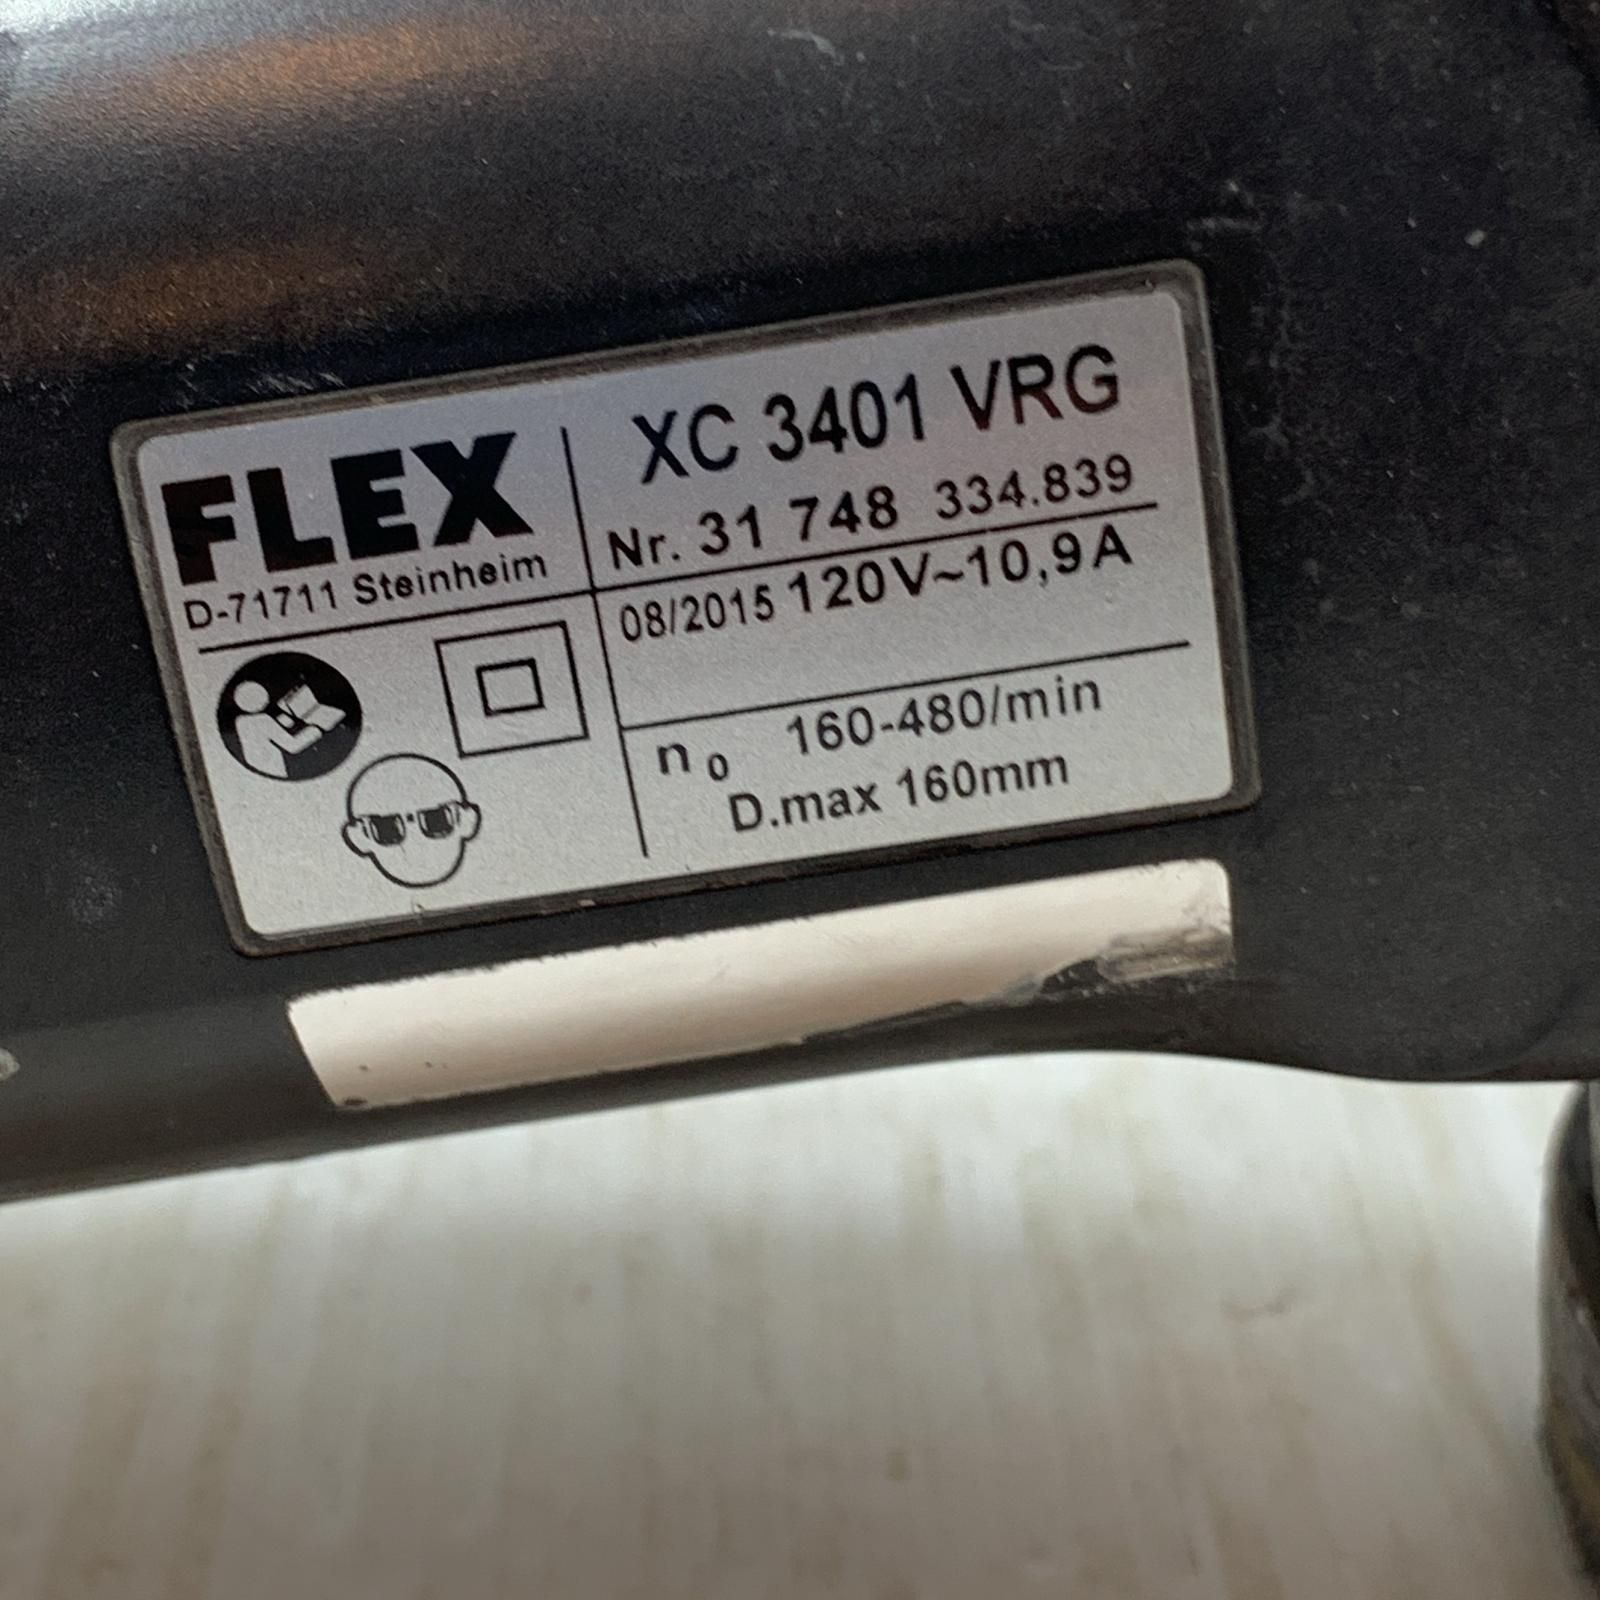 FLEX
D-71711 Steinheim
XC 3401 VRG
Nr. 31 748 334.839
08/2015 120V~10,9A
n0 160-480/min
D.max 160mm